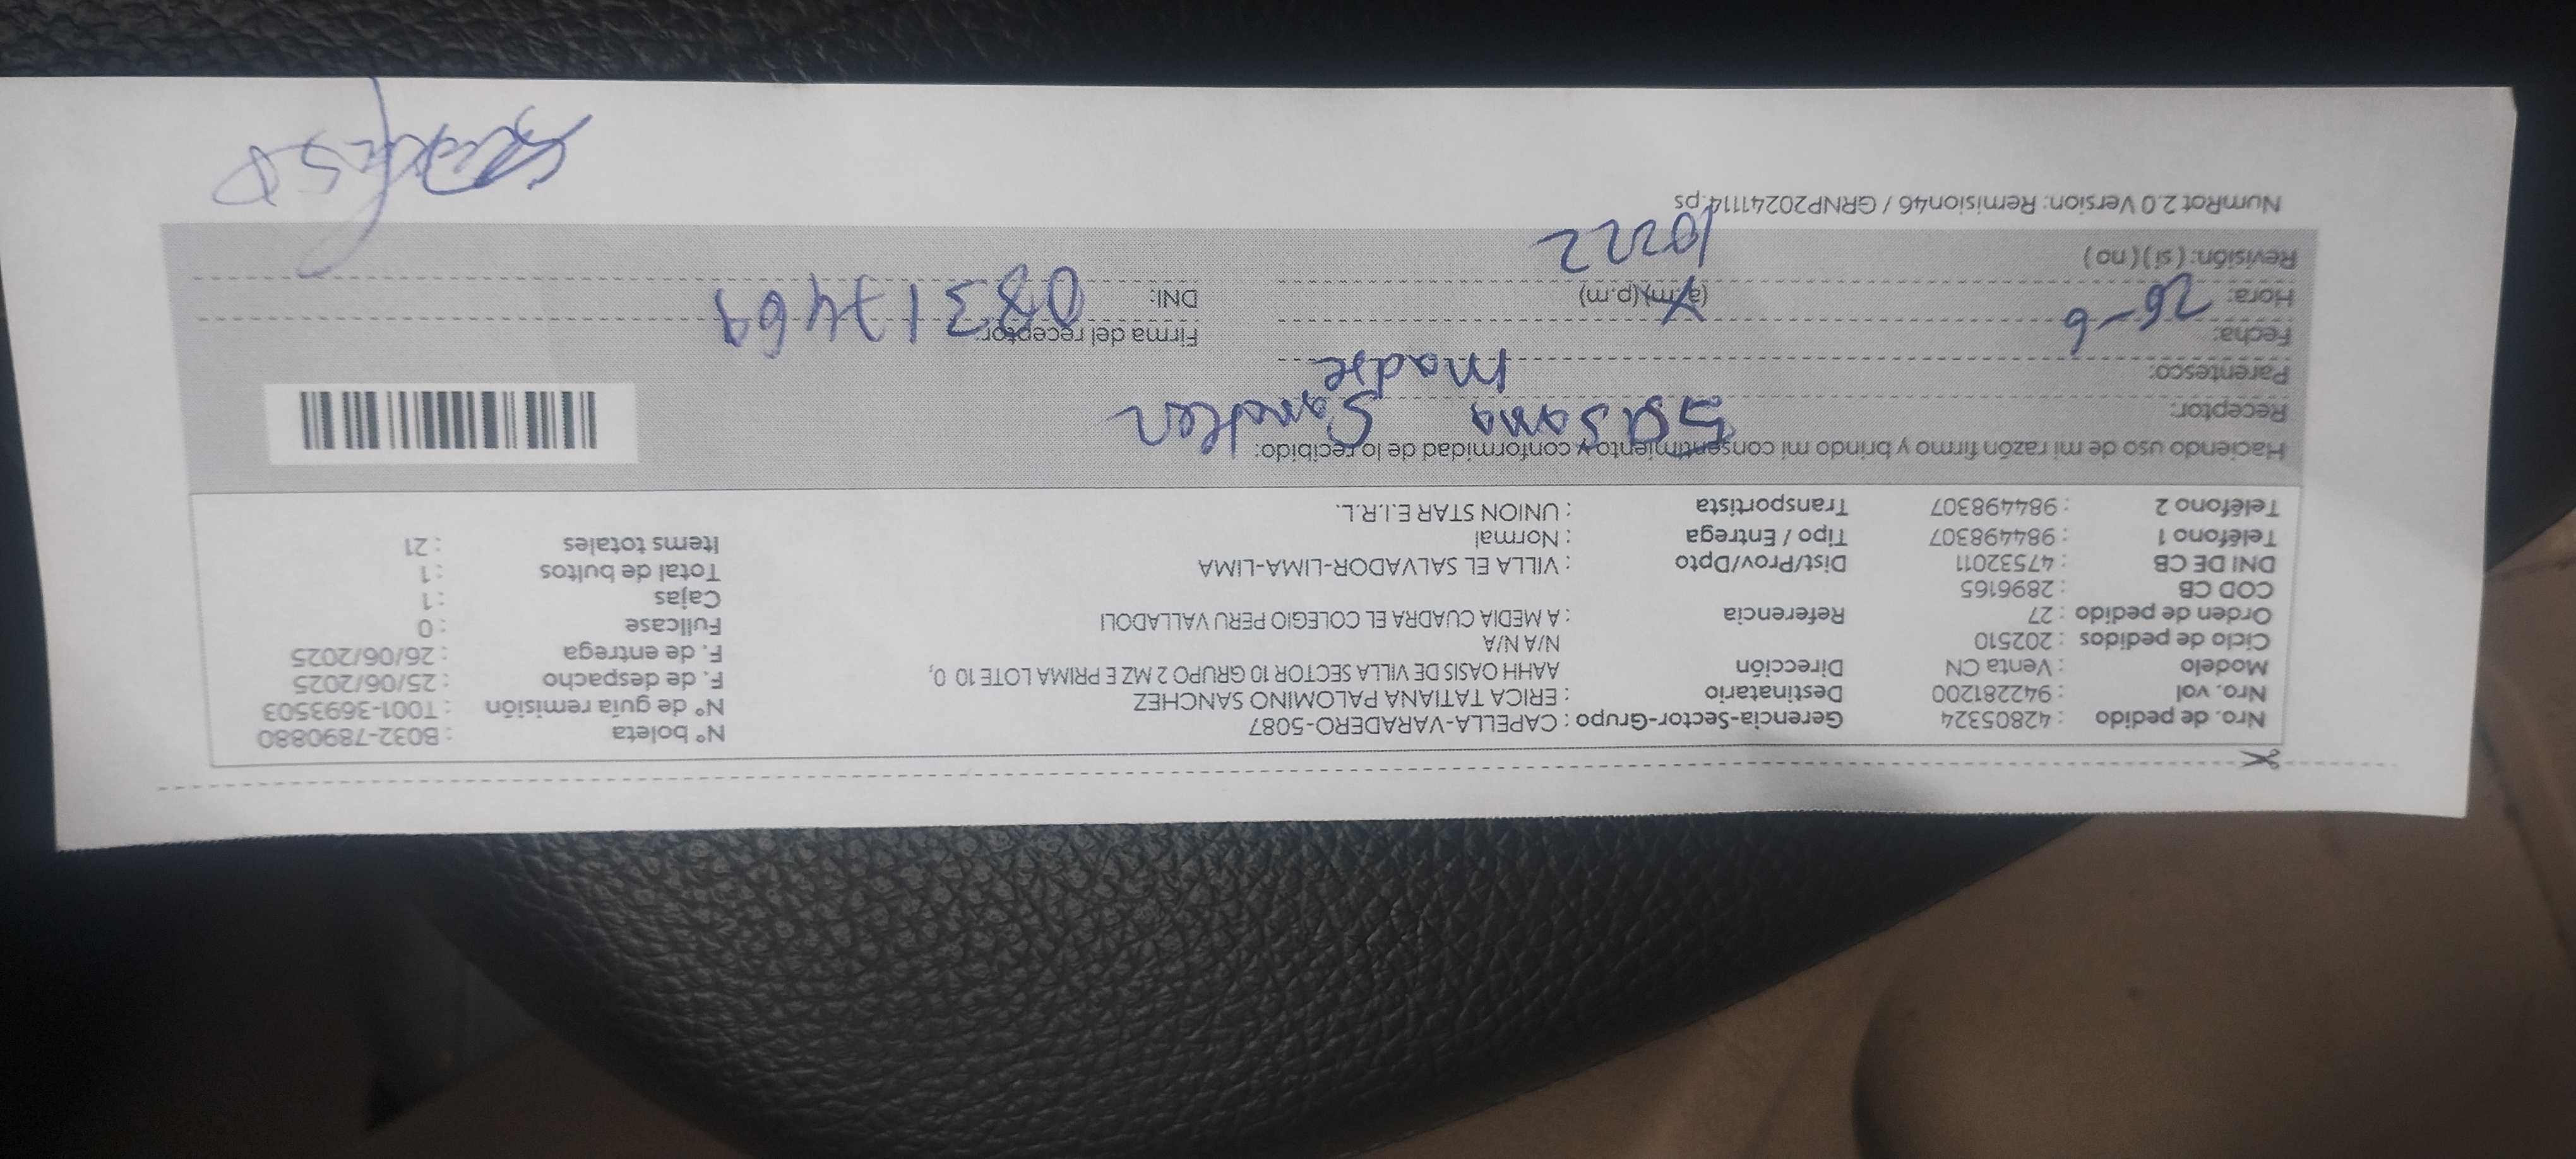 Nro. de pedido : 42805324 Gerencia-Sector-Grupo : CAPELLA-VARADERO-5087 N° boleta : B032-7890880
Nro. vol : 942281200 Destinatario : ERICA TATIANA PALOMINO SANCHEZ N° de guía remisión : T001-3693503
Modelo : Venta CN Dirección AAHH OASIS DE VILLA SECTOR 10 GRUPO 2 MZ E PRIMA LOTE 10 0, F. de despacho : 25/06/2025
Ciclo de pedidos : 202510 N/A N/A F. de entrega : 26/06/2025
Orden de pedido : 27 Referencia : A MEDIA CUADRA EL COLEGIO PERU VALLADOLI Fullcase : 0
COD CB : 2896165 Cajas : 1
DNI DE CB : 47532011 Dist/Prov/Dpto : VILLA EL SALVADOR-LIMA-LIMA Total de bultos : 1
Teléfono 1 : 984498307 Tipo / Entrega : Normal Items totales : 21
Teléfono 2 : 984498307 Transportista : UNION STAR E.I.R.L.
Haciendo uso de mi razón firmo y brindo mi consentimiento y conformidad de lo recibido:
Receptor:
Parentesco: madre
Fecha: 26-6 Firma del receptor:
Hora: (a.m)(p.m) DNI: 08317469
Revisión: (si) (no)
10222
NumRot 2.0 Version: Remision46 / GRNP20241114.ps